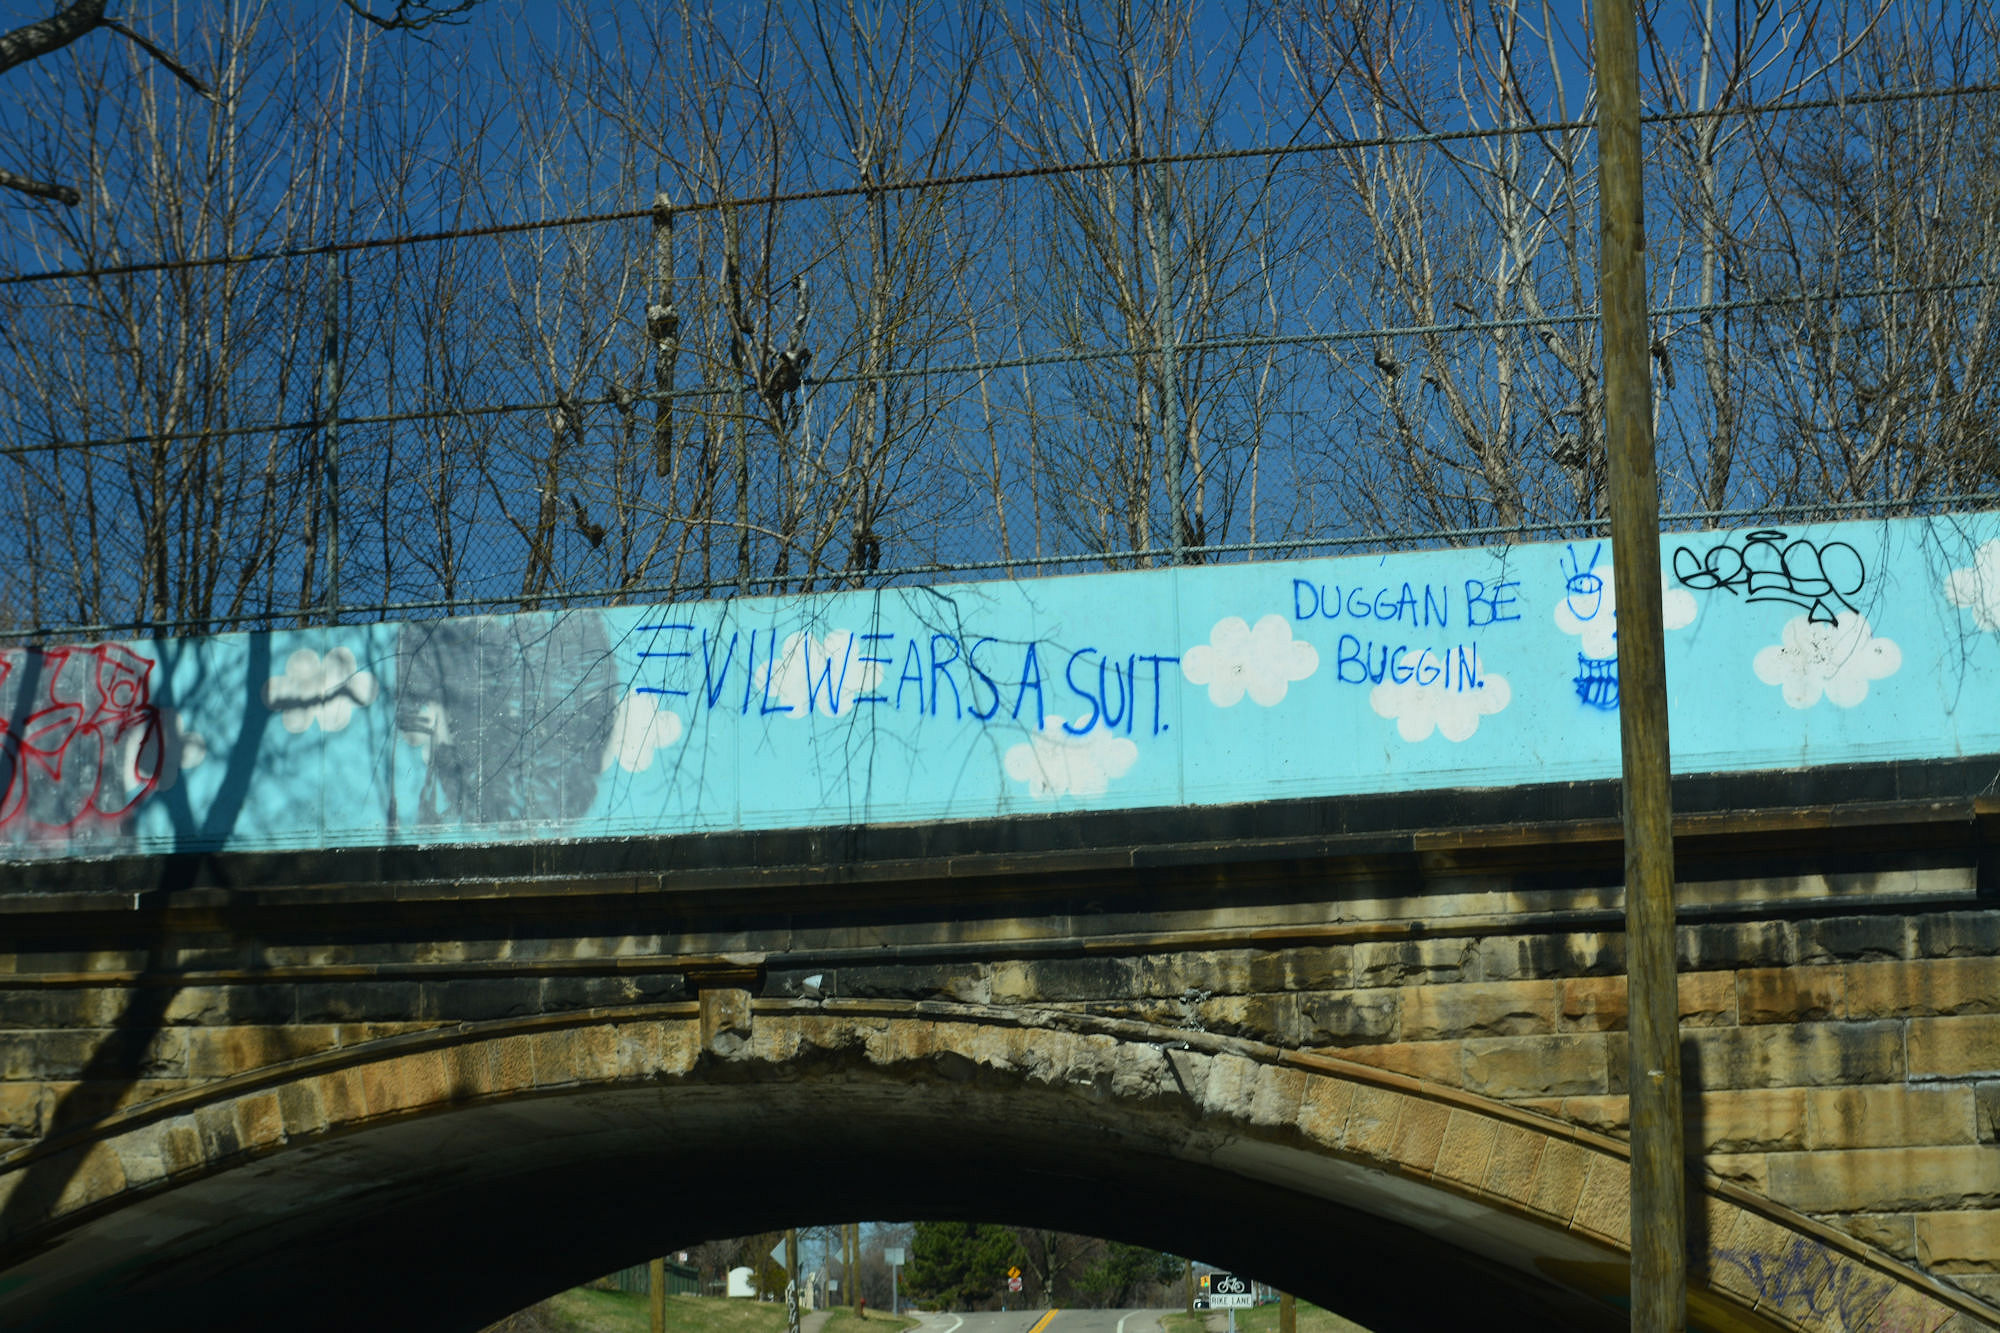 EVIL WEARS A SUIT.
DUGGAN BE
BUGGIN.
BIKE LANE